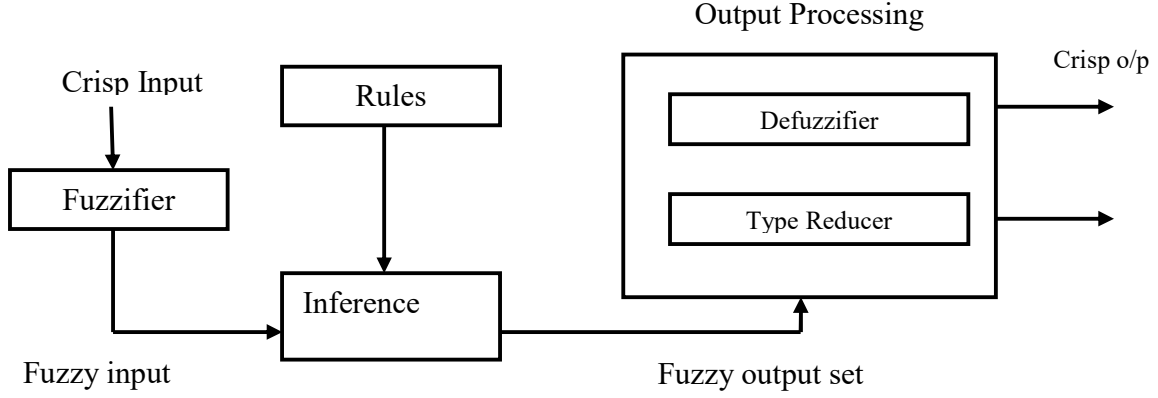 Output Processing
Crisp o/p
Crisp Input
Rules
Defuzzifier
Fuzzifier
Type Reducer
Inference
Fuzzy input
Fuzzy output set